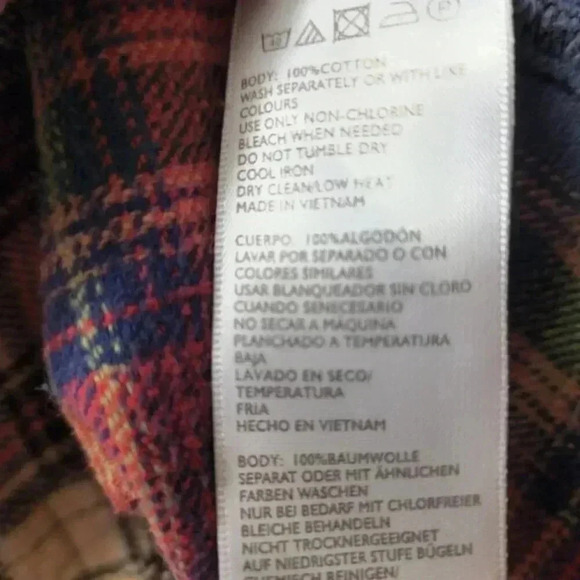 40
P
BODY: 100%COTTON
WASH SEPARATELY OR WITH LIKE
COLOURS
USE ONLY NON-CHLORINE
BLEACH WHEN NEEDED
DO NOT TUMBLE DRY
COOL IRON
DRY CLEAN/LOW HEAT
MADE IN VIETNAM
CUERPO: 100%ALGODÓN
LAVAR POR SEPARADO O CON
COLORES SIMILARES
USAR BLANQUEADOR SIN CLORO
CUANDO SENECESARIO
NO SECAR A MÁQUINA
PLANCHADO A TEMPERATURA
BAJA
LAVADO EN SECO/
TEMPERATURA
FRIA
HECHO EN VIETNAM
BODY: 100%BAUMWOLLE
SEPARAT ODER MIT ÄHNLICHEN
FARBEN WASCHEN
NUR BEI BEDARF MIT CHLORFREIER
BLEICHE BEHANDELN
NICHT TROCKNERGEEIGNET
AUF NIEDRIGSTER STUFE BÜGELN
CHEMISCH REINIGEN/